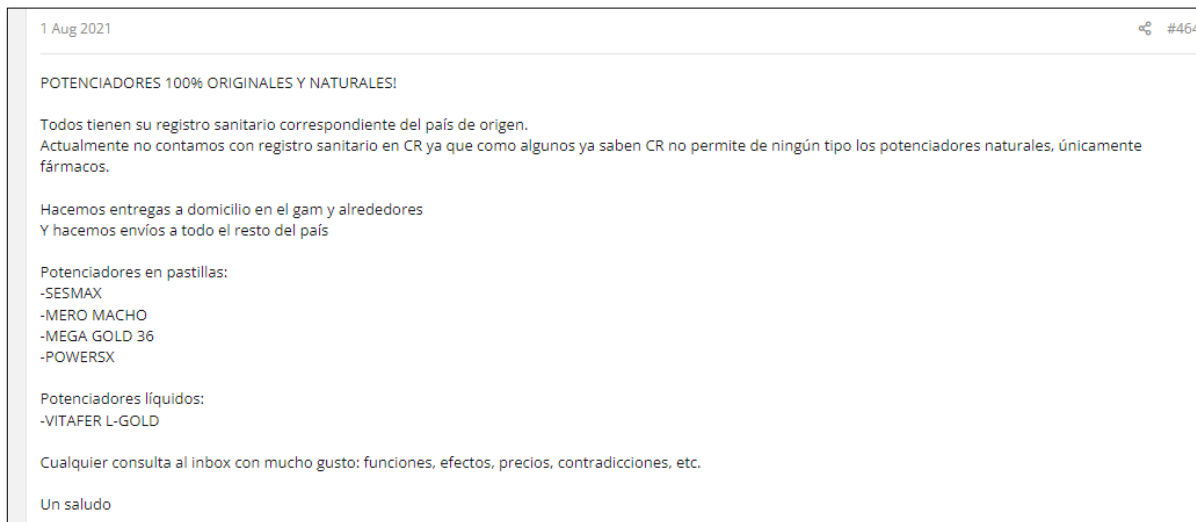 1 Aug 2021
#464
POTENCIADORES 100% ORIGINALES Y NATURALES!
Todos tienen su registro sanitario correspondiente del país de origen.
Actualmente no contamos con registro sanitario en CR ya que como algunos ya saben CR no permite de ningún tipo los potenciadores naturales, únicamente
fármacos.
Hacemos entregas a domicilio en el gam y alrededores
Y hacemos envíos a todo el resto del país
Potenciadores en pastillas:
-SESMAX
-MERO MACHO
-MEGA GOLD 36
-POWERSX
Potenciadores líquidos:
-VITAFER L-GOLD
Cualquier consulta al inbox con mucho gusto: funciones, efectos, precios, contradicciones, etc.
Un saludo